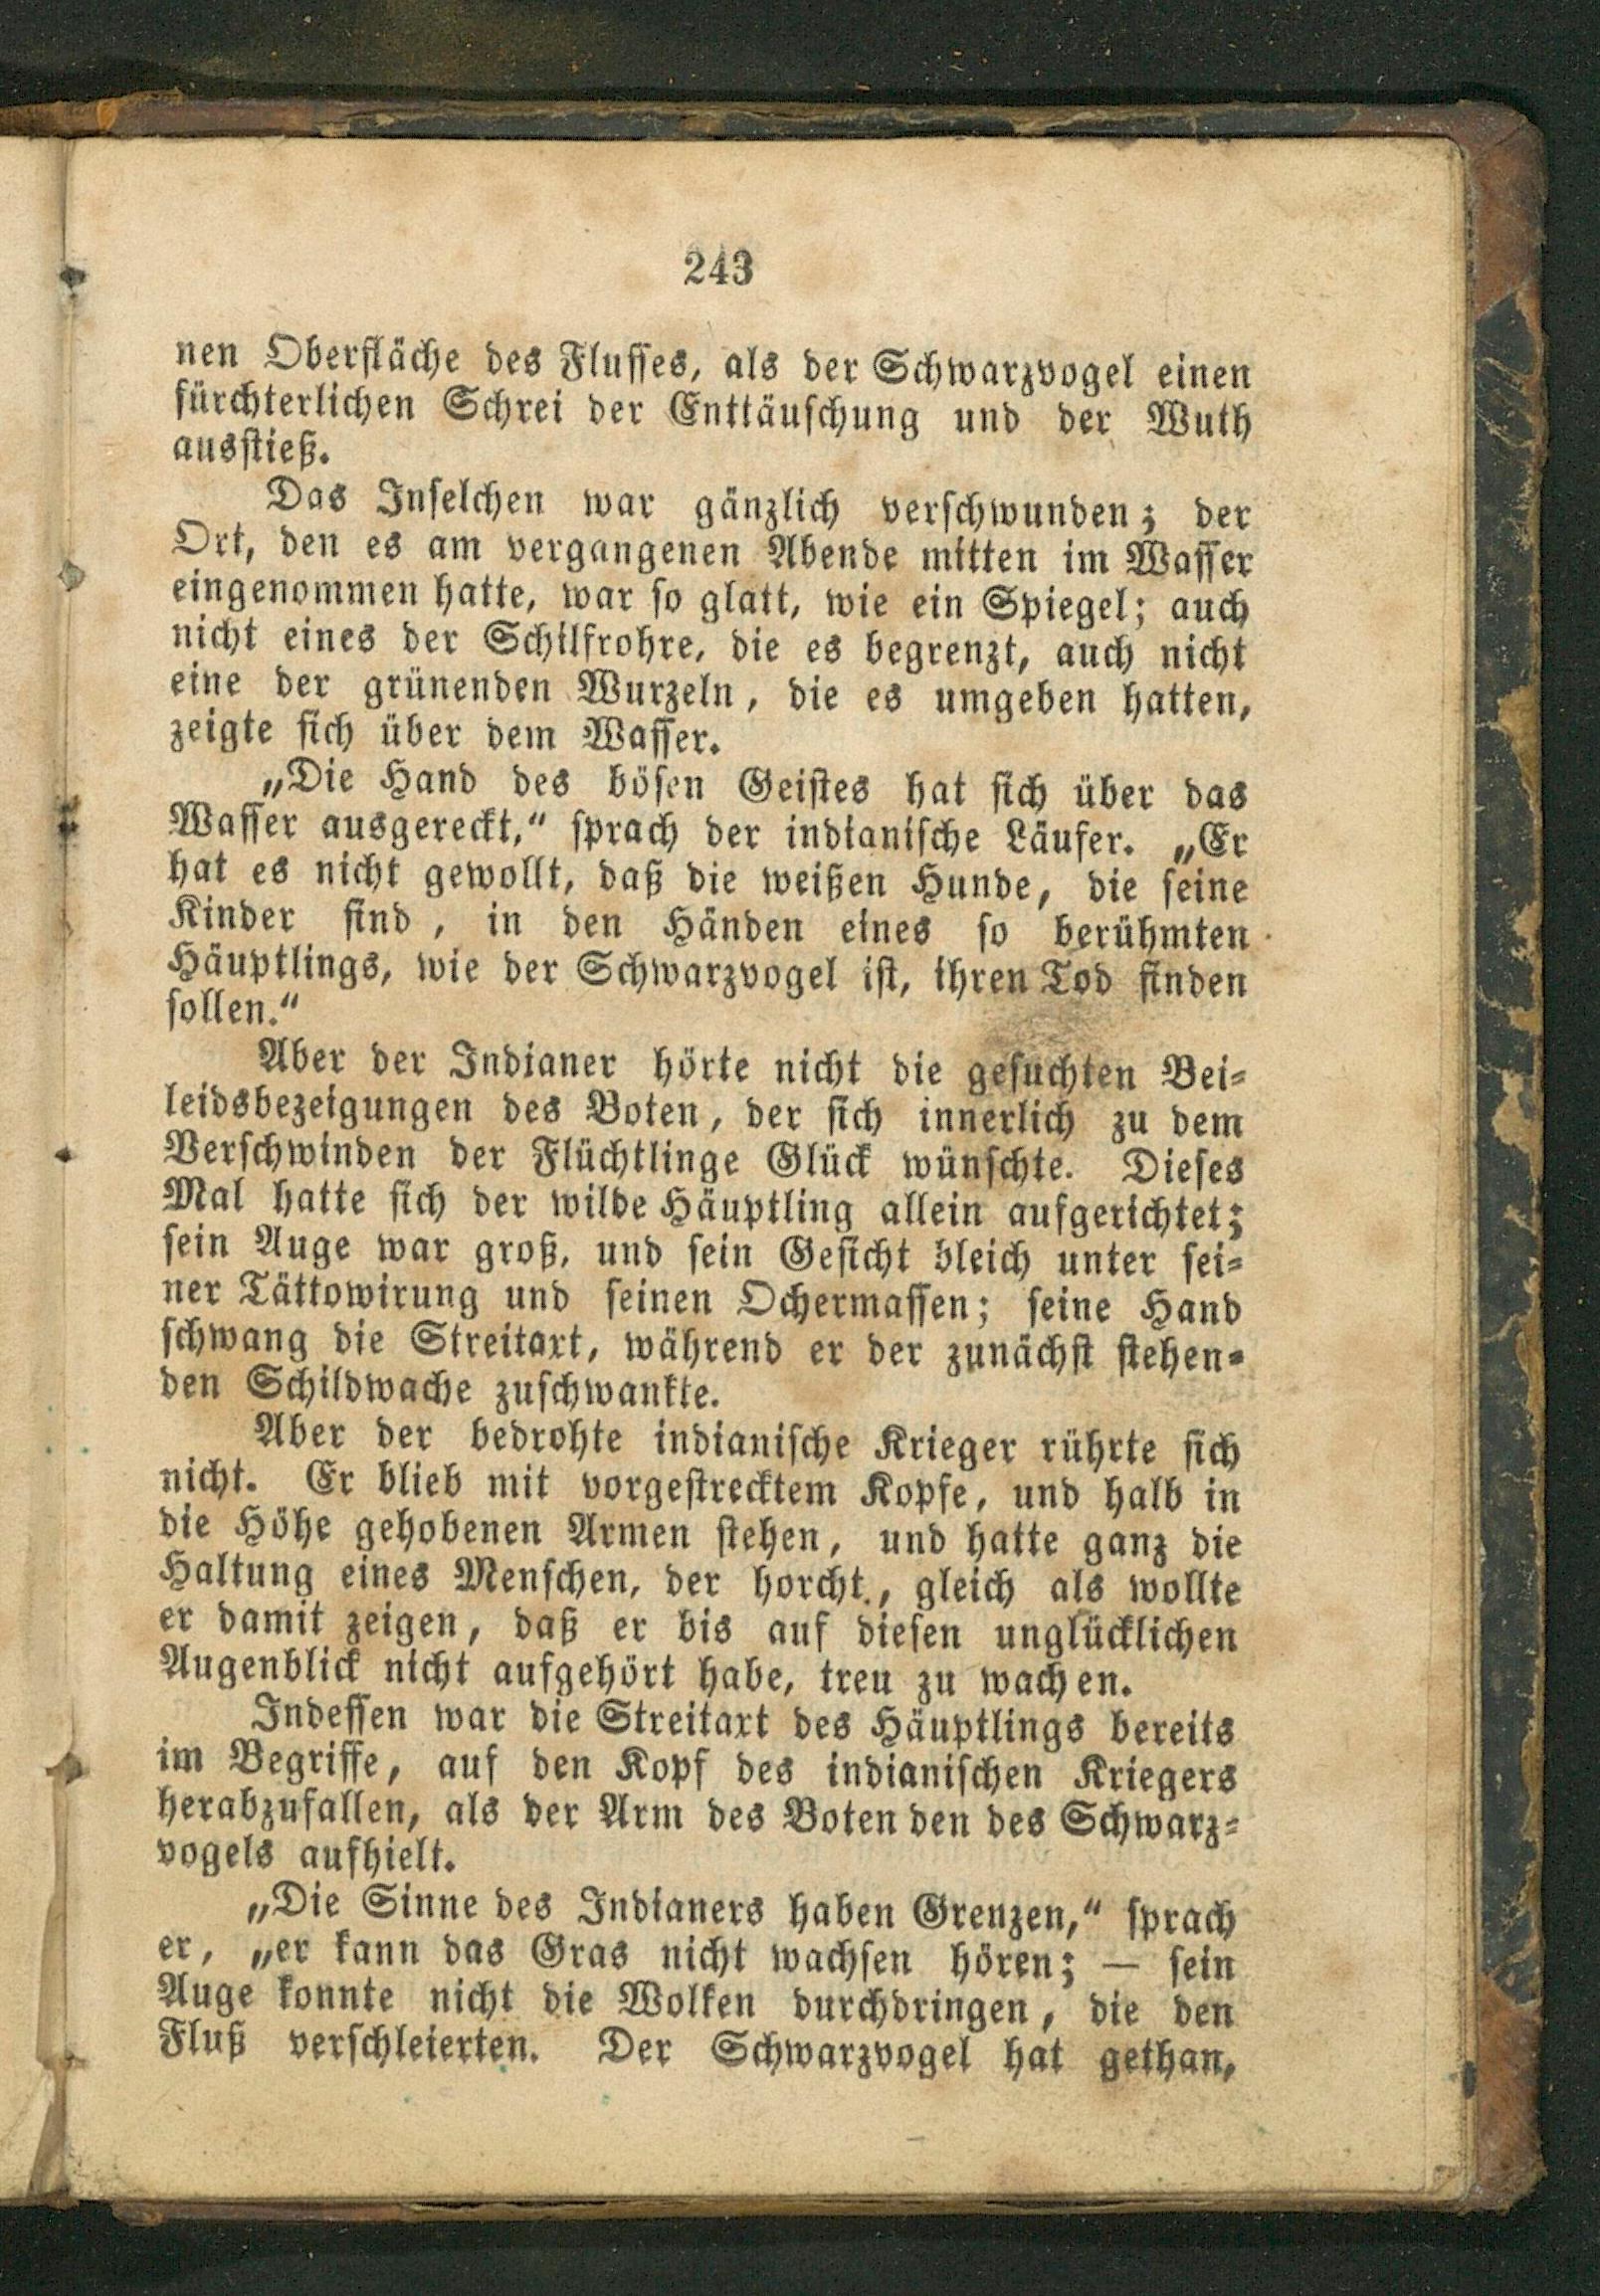 243
nen Oberfläche des Flusses, als der Schwarzvogel einen
fürchterlichen Schrei der Enttäuschung und der Wuth
ausstieß.
Das Inselchen war gänzlich verschwunden; der
Ort, den es am vergangenen Abende mitten im Wasser
eingenommen hatte, war so glatt, wie ein Spiegel; auch
nicht eines der Schilfrohre, die es begrenzt, auch nicht
eine der grünenden Wurzeln, die es umgeben hatten,
zeigte sich über dem Wasser.
„Die Hand des bösen Geistes hat sich über das
Wasser ausgereckt,“ sprach der indianische Läufer. „Er
hat es nicht gewollt, daß die weißen Hunde, die seine
Kinder sind, in den Händen eines so berühmten
Häuptlings, wie der Schwarzvogel ist, ihren Tod finden
sollen.“
Aber der Indianer hörte nicht die gesuchten Bei-
leidsbezeigungen des Boten, der sich innerlich zu dem
Verschwinden der Flüchtlinge Glück wünschte. Dieses
Mal hatte sich der wilde Häuptling allein aufgerichtet;
sein Auge war groß, und sein Gesicht bleich unter sei-
ner Tättowirung und seinen Ochermassen; seine Hand
schwang die Streitaxt, während er der zunächst stehen-
den Schildwache zuschwankte.
Aber der bedrohte indianische Krieger rührte sich
nicht. Er blieb mit vorgestrecktem Kopfe, und halb in
die Höhe gehobenen Armen stehen, und hatte ganz die
Haltung eines Menschen, der horcht, gleich als wollte
er damit zeigen, daß er bis auf diesen unglücklichen
Augenblick nicht aufgehört habe, treu zu wachen.
Indessen war die Streitaxt des Häuptlings bereits
im Begriffe, auf den Kopf des indianischen Kriegers
herabzufallen, als der Arm des Boten den des Schwarz-
vogels aufhielt.
„Die Sinne des Indianers haben Grenzen,“ sprach
er, „er kann das Gras nicht wachsen hören; — sein
Auge konnte nicht die Wolken durchdringen, die den
Fluß verschleierten. Der Schwarzvogel hat gethan,